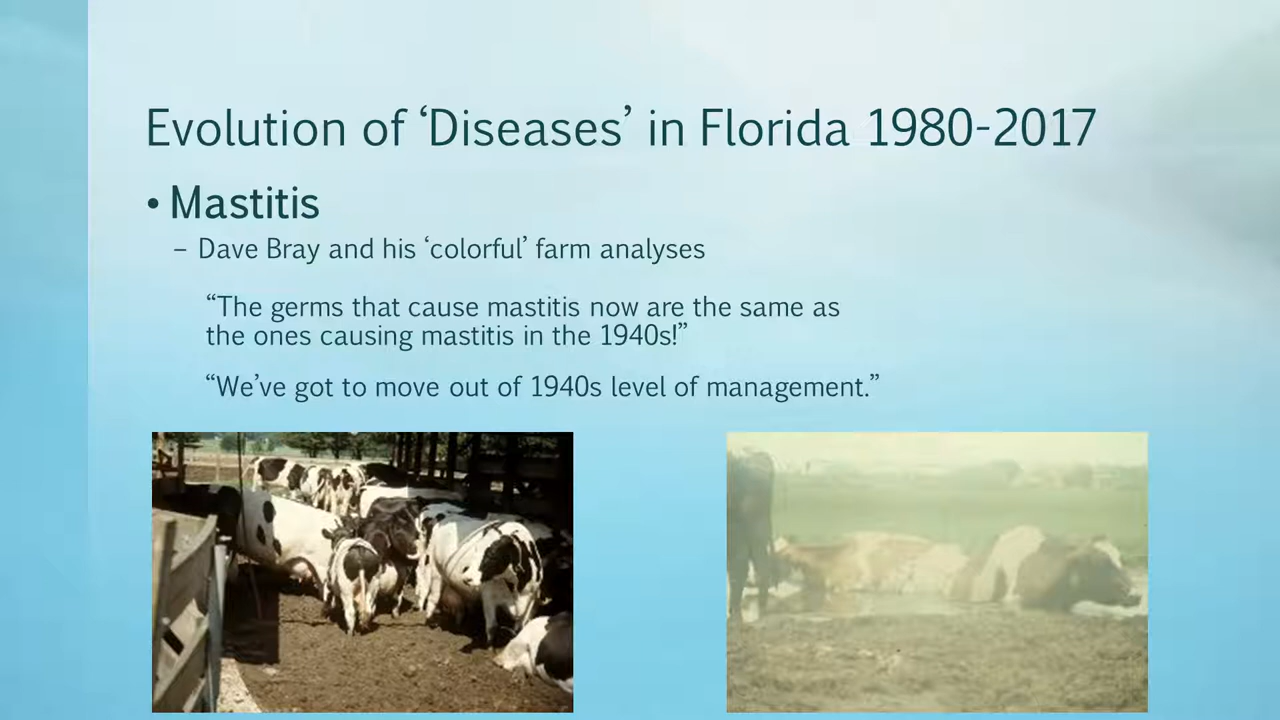 Evolution of ‘Diseases’ in Florida 1980-2017
• Mastitis
– Dave Bray and his ‘colorful’ farm analyses
“The germs that cause mastitis now are the same as
the ones causing mastitis in the 1940s!”
“We’ve got to move out of 1940s level of management.”